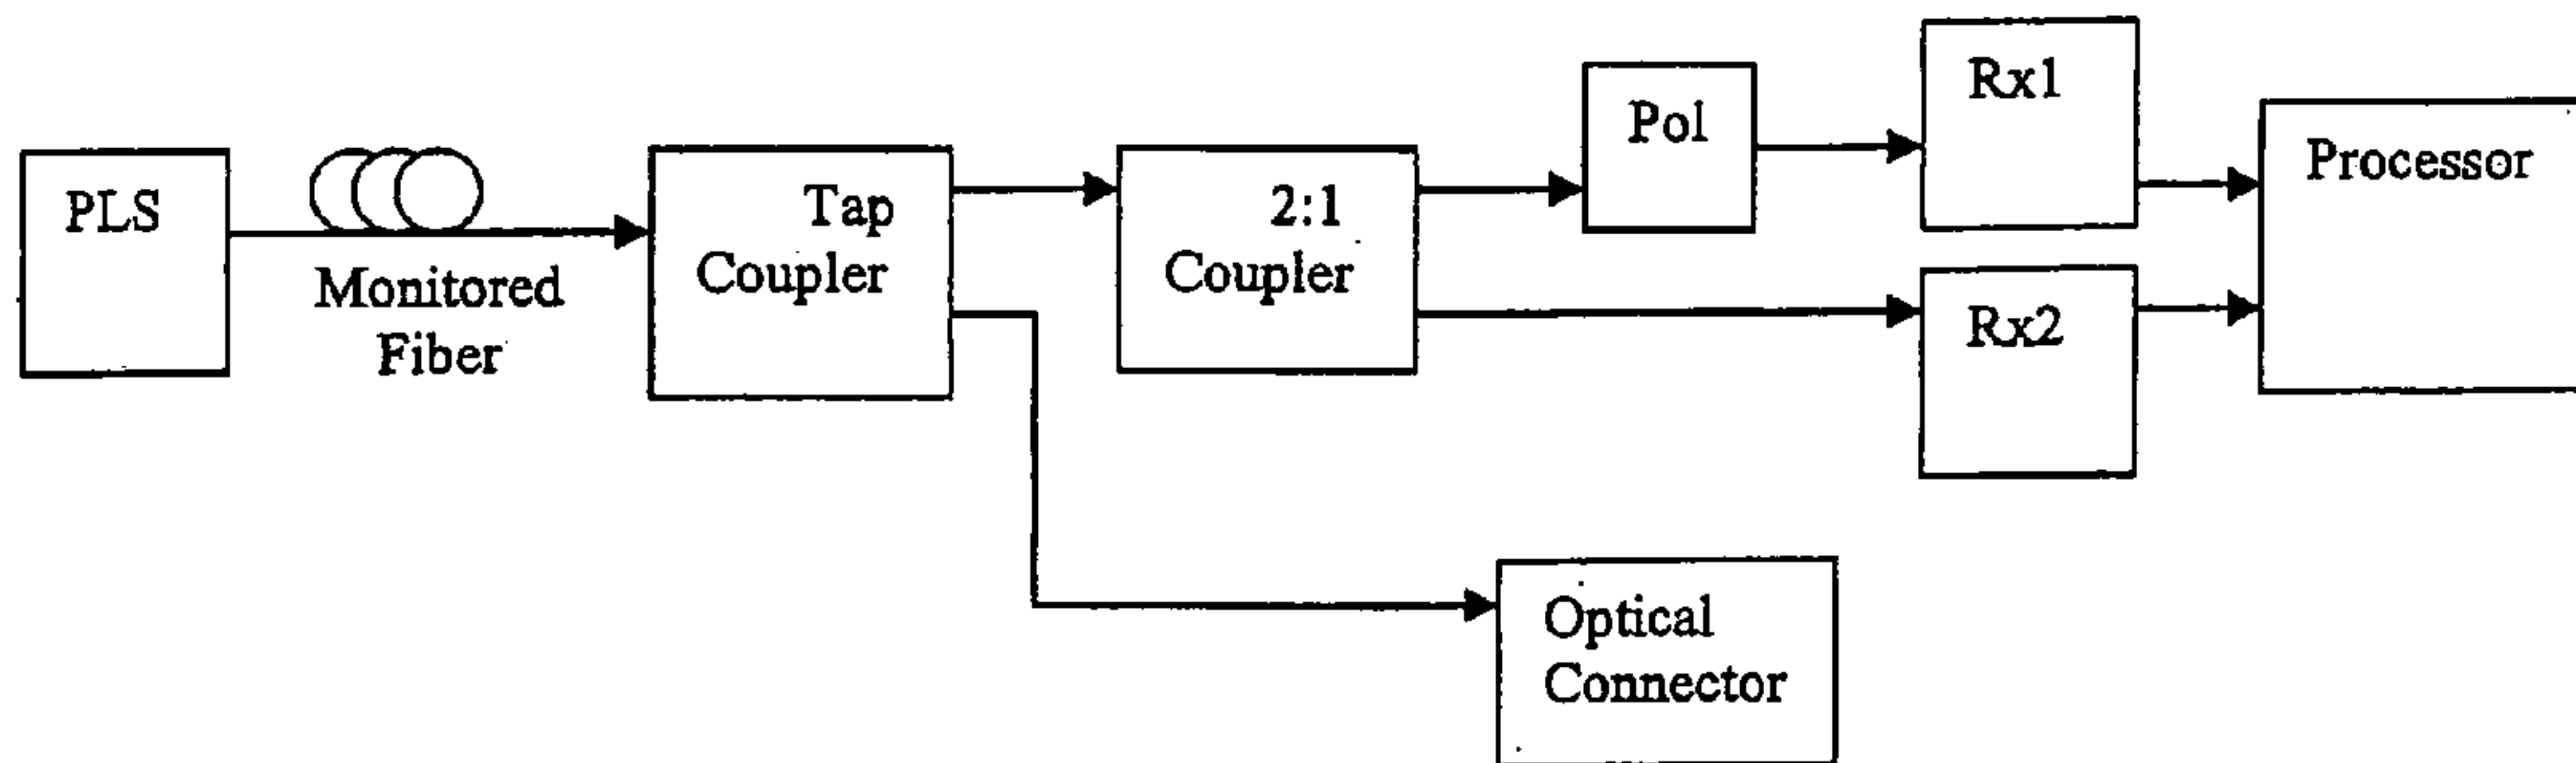 PLS
Monitored
Fiber
Tap
Coupler
2:1
Coupler
Pol
Rx1
Rx2
Processor
Optical
Connector